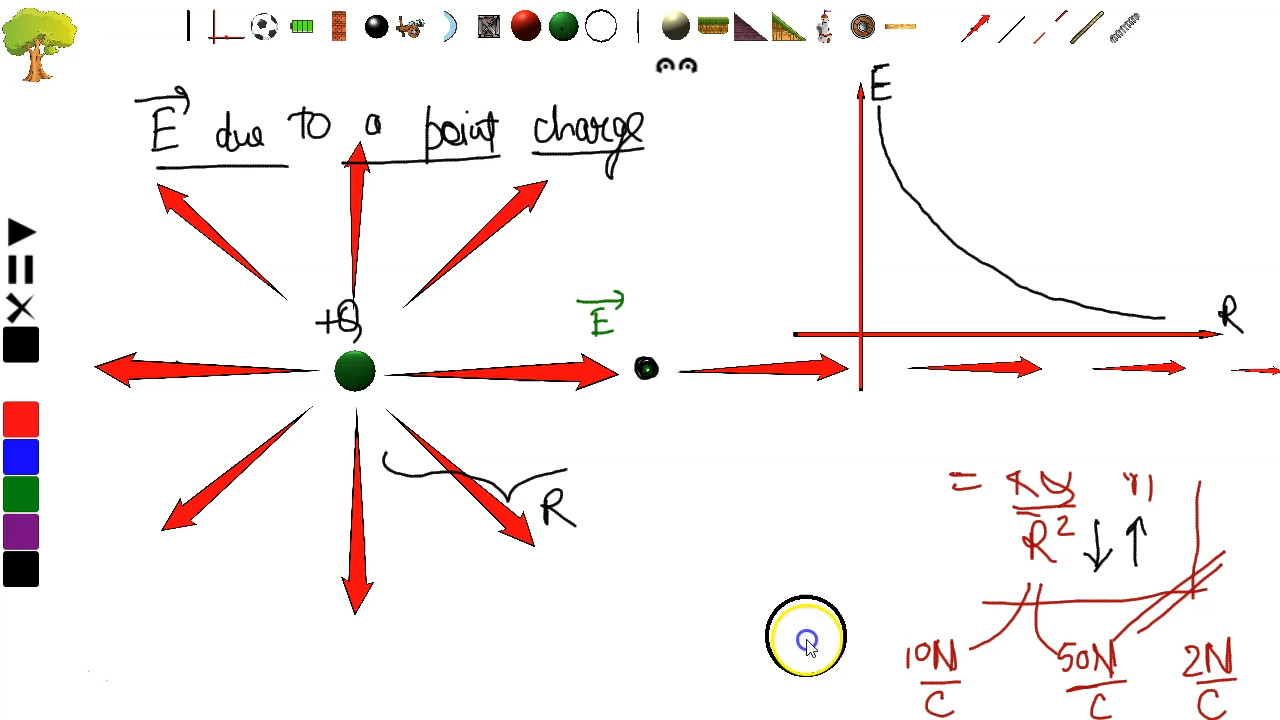 E due to a point charge
E
R
+Q
E
R
= KQ
R²
10N 50N 2N
C C C